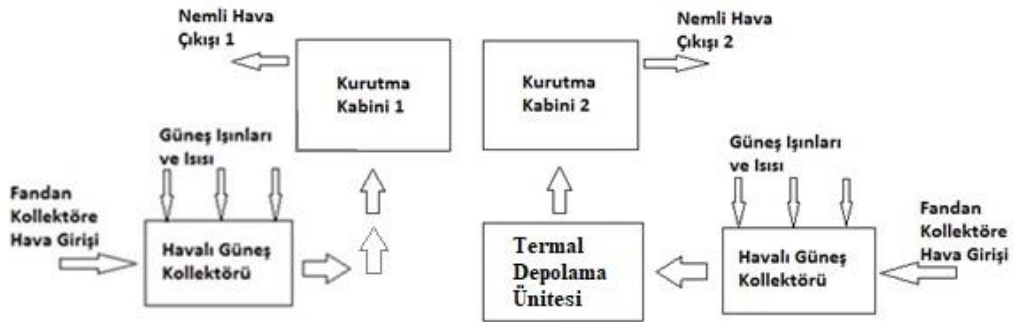 Nemli Hava
Çıkışı 1
Kurutma
Kabini 1
Kurutma
Kabini 2
Nemli Hava
Çıkışı 2
Güneş Işınları
ve Isısı
Fandan
Kollektöre
Hava Girişi
Havalı Güneş
Kollektörü
Termal
Depolama
Ünitesi
Güneş Işınları
ve Isısı
Havalı Güneş
Kollektörü
Fandan
Kollektöre
Hava Girişi